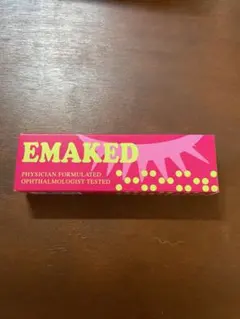 EMAKED
PHYSICIAN FORMULATED
OPHTHALMOLOGIST TESTED